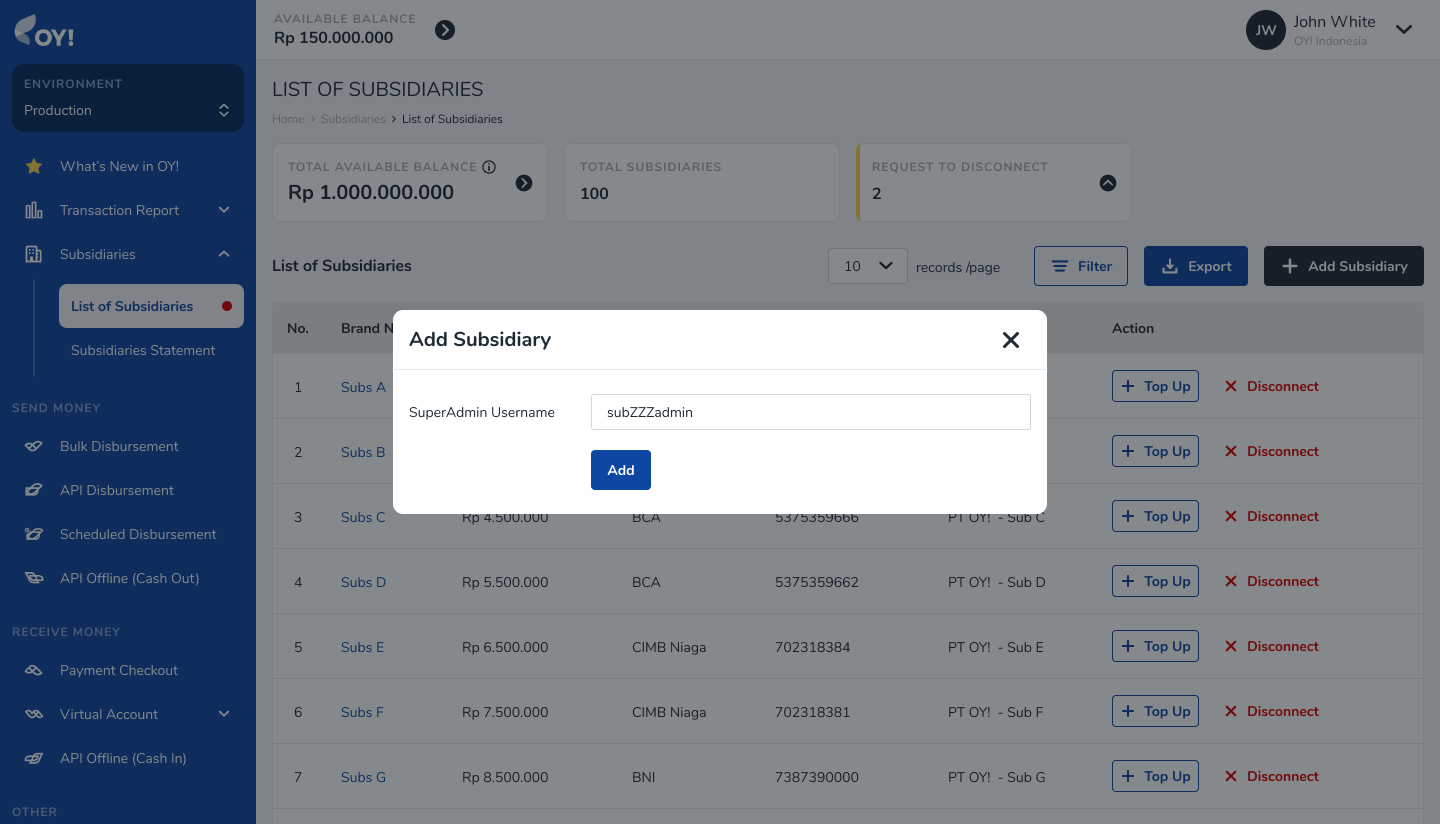 OY!
ENVIRONMENT
Production
What's New in OY!
Transaction Report
Subsidiaries
List of Subsidiaries
Subsidiaries Statement
SEND MONEY
Bulk Disbursement
API Disbursement
Scheduled Disbursement
API Offline (Cash Out)
RECEIVE MONEY
Payment Checkout
Virtual Account
API Offline (Cash In)
OTHER
AVAILABLE BALANCE
Rp 150.000.000
JW
John White
OY! Indonesia
LIST OF SUBSIDIARIES
Home > Subsidiaries > List of Subsidiaries
TOTAL AVAILABLE BALANCE
Rp 1.000.000.000
TOTAL SUBSIDIARIES
100
REQUEST TO DISCONNECT
2
List of Subsidiaries
10 records /page
Filter
Export
Add Subsidiary
No. Brand N Action
Add Subsidiary
SuperAdmin Username subZZZadmin
Add
1 Subs A Top Up Disconnect
2 Subs B Top Up Disconnect
3 Subs C Rp 4.500.000 BCA 5375359666 PT OY! - Sub C Top Up Disconnect
4 Subs D Rp 5.500.000 BCA 5375359662 PT OY! - Sub D Top Up Disconnect
5 Subs E Rp 6.500.000 CIMB Niaga 702318384 PT OY! - Sub E Top Up Disconnect
6 Subs F Rp 7.500.000 CIMB Niaga 702318381 PT OY! - Sub F Top Up Disconnect
7 Subs G Rp 8.500.000 BNI 7387390000 PT OY! - Sub G Top Up Disconnect